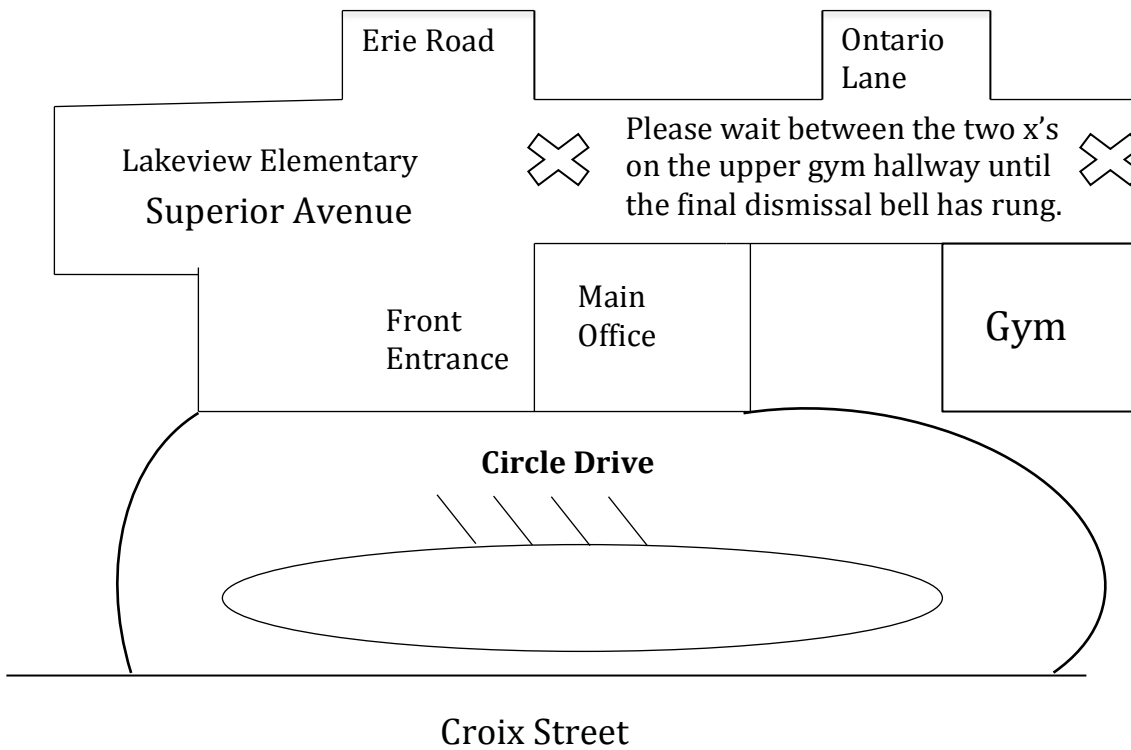 Erie Road
Ontario
Lane
Lakeview Elementary
Superior Avenue
Please wait between the two x's
on the upper gym hallway until
the final dismissal bell has rung.
Front
Entrance
Main
Office
Gym
Circle Drive
Croix Street